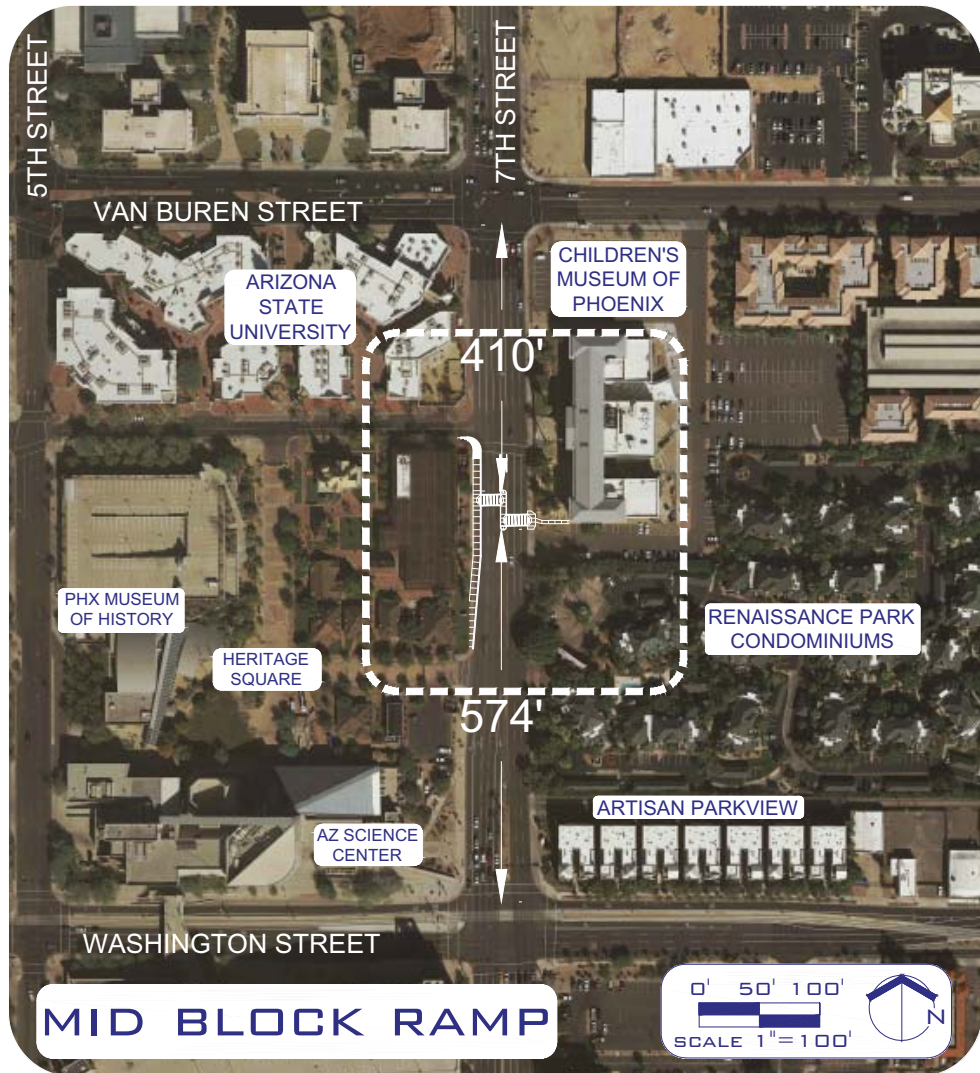 5TH STREET
7TH STREET
VAN BUREN STREET
ARIZONA
STATE
UNIVERSITY
CHILDREN'S
MUSEUM OF
PHOENIX
410'
PHX MUSEUM
OF HISTORY
HERITAGE
SQUARE
RENAISSANCE PARK
CONDOMINIUMS
574'
ARTISAN PARKVIEW
AZ SCIENCE
CENTER
WASHINGTON STREET
MID BLOCK RAMP
0' 50' 100'
SCALE 1"=100'
N